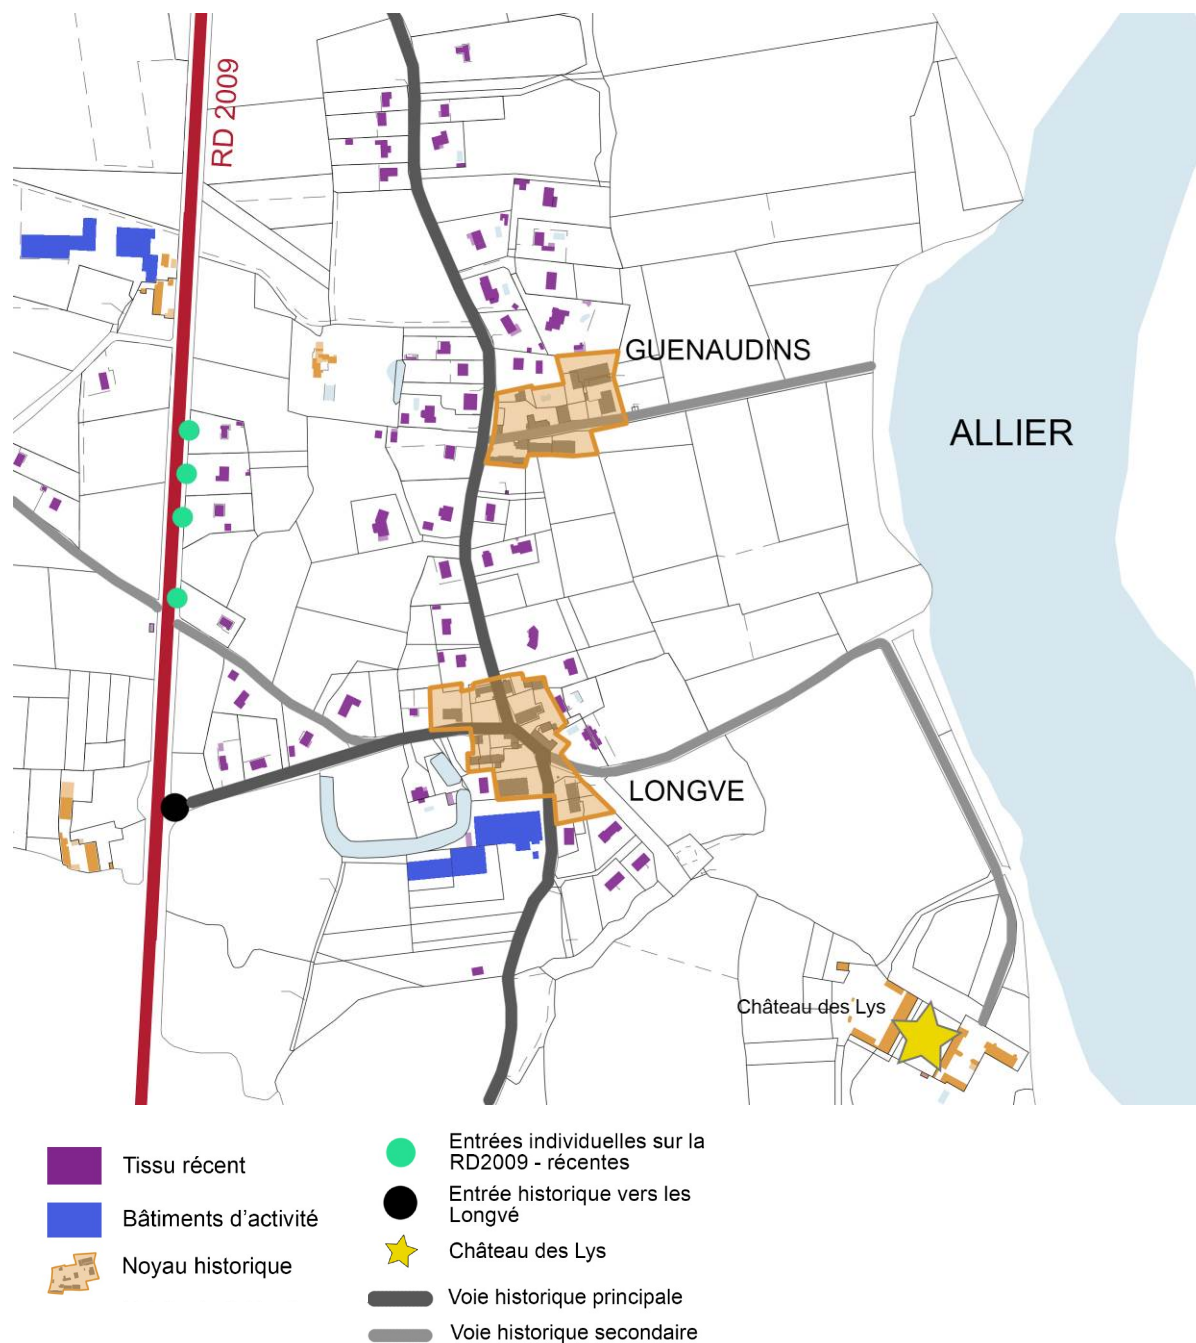 RD 2009
GUENAUDINS
ALLIER
LONGVE
Château des Lys
Tissu récent
Bâtiments d'activité
Noyau historique
Entrées individuelles sur la
RD2009 - récentes
Entrée historique vers les
Longvé
Château des Lys
Voie historique principale
Voie historique secondaire